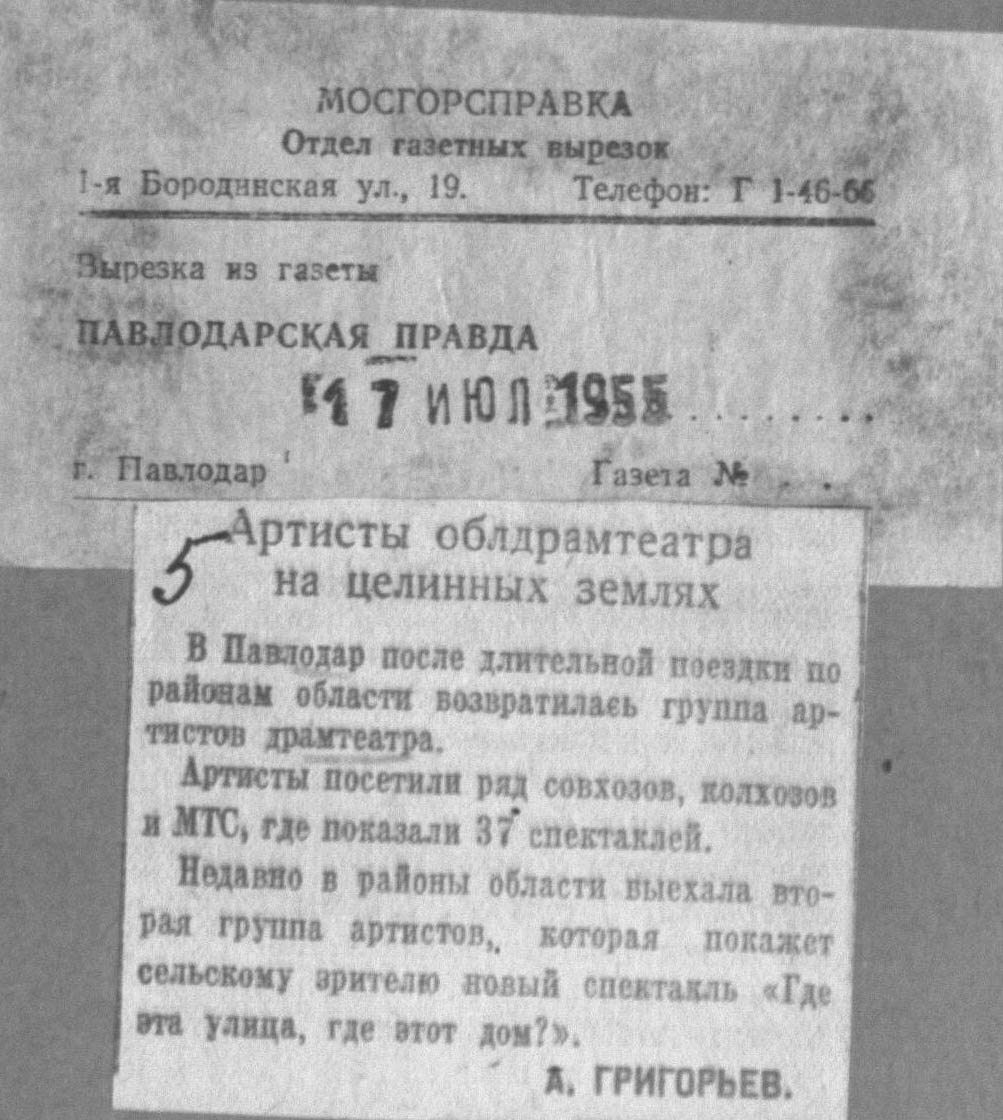 МОСГОРСПРАВКА
Отдел газетных вырезок
1-я Бородинская ул., 19. Телефон: Г 1-46-66
Вырезка из газеты
ПАВЛОДАРСКАЯ ПРАВДА
17 ИЮЛ 1955 . . . . . . . .
г. Павлодар Газета № . .
5
Артисты облдрамтеатра
на целинных землях
В Павлодар после длительной поездки по
районам области возвратилась группа ар-
тистов драмтеатра.
Артисты посетили ряд совхозов, колхозов
и МТС, где показали 37 спектаклей.
Недавно в районы области выехала вто-
рая группа артистов, которая покажет
сельскому зрителю новый спектакль «Где
эта улица, где этот дом?».
А. ГРИГОРЬЕВ.